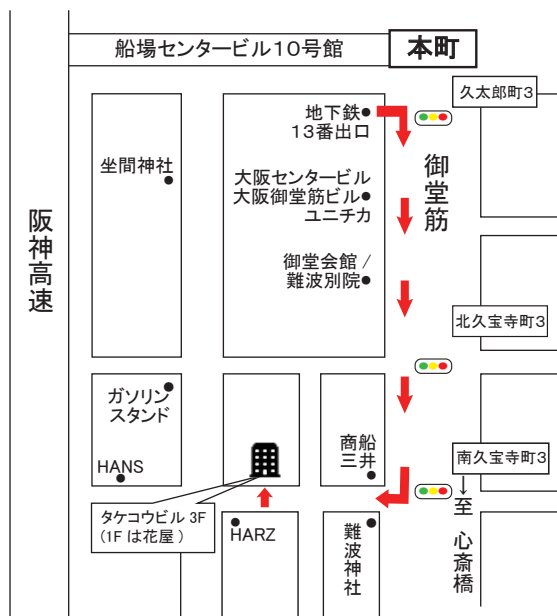 船場センタービル10号館
本町
久太郎町3
地下鉄
13番出口
坐間神社
大阪センタービル
大阪御堂筋ビル
ユニチカ
御堂筋
阪神高速
御堂会館 /
難波別院
北久宝寺町3
ガソリン
スタンド
商船
三井
南久宝寺町3
HANS
↓
至 心斎橋
タケコウビル 3F
(1F は花屋 )
HARZ
難波神社